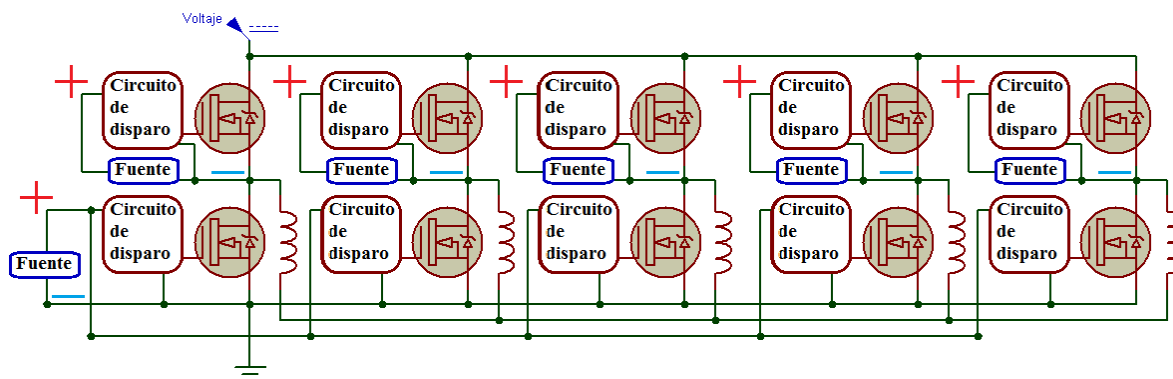 Voltaje
Circuito
de
disparo
Circuito
de
disparo
Circuito
de
disparo
Circuito
de
disparo
Circuito
de
disparo
Fuente
Fuente
Fuente
Fuente
Fuente
Circuito
de
disparo
Circuito
de
disparo
Circuito
de
disparo
Circuito
de
disparo
Circuito
de
disparo
Fuente